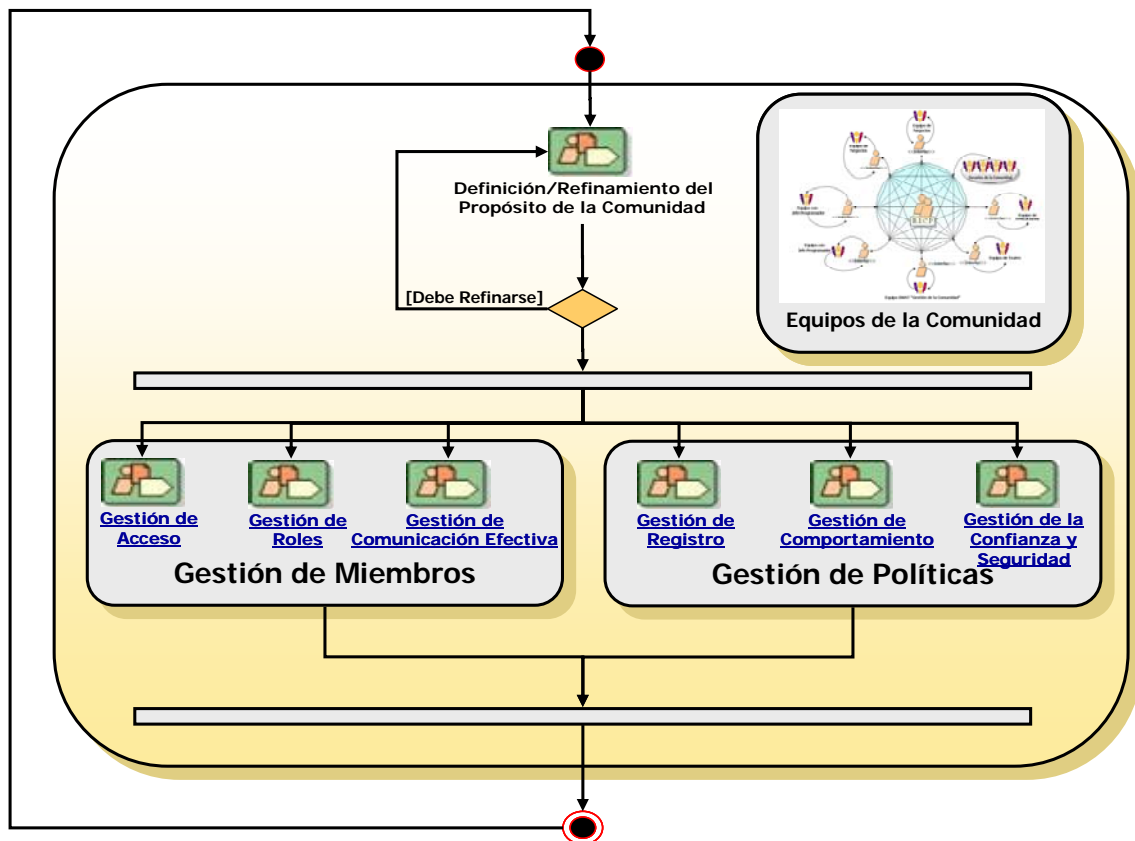 Definición/Refinamiento del
Propósito de la Comunidad
[Debe Refinarse]
Equipos de la Comunidad
Gestión de
Acceso
Gestión de
Roles
Gestión de
Comunicación Efectiva
Gestión de Miembros
Gestión de
Registro
Gestión de
Comportamiento
Gestión de la
Confianza y
Seguridad
Gestión de Políticas